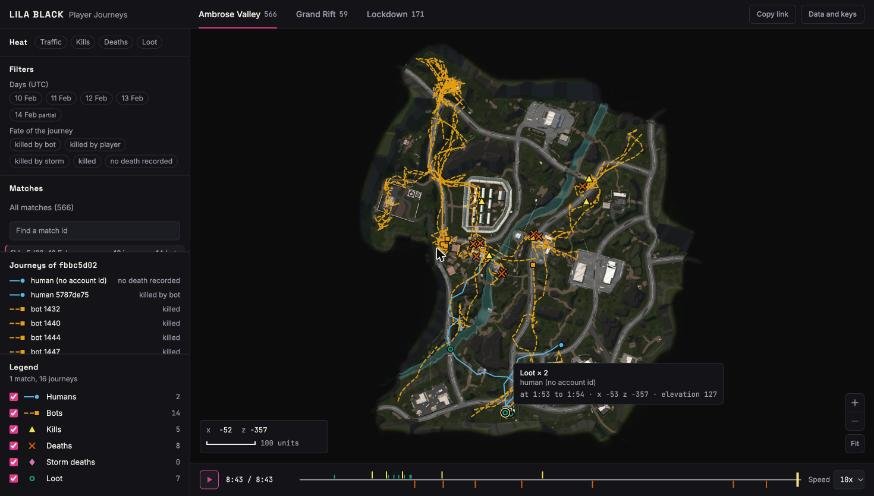 LILA BLACK Player Journeys
Ambrose Valley 566 Grand Rift 59 Lockdown 171
Copy link Data and keys
Heat Traffic Kills Deaths Loot
Filters
Days (UTC)
10 Feb 11 Feb 12 Feb 13 Feb
14 Feb partial
Fate of the journey
killed by bot killed by player
killed by storm killed no death recorded
Matches
All matches (566)
Find a match id
Journeys of fbbc5d02
human (no account id) no death recorded
human 5787de75 killed by bot
bot 1432 killed
bot 1440 killed
bot 1444 killed
bot 1447 killed
Legend
1 match, 16 journeys
Humans 2
Bots 14
Kills 5
Deaths 8
Storm deaths 0
Loot 7
Loot × 2
human (no account id)
at 1:53 to 1:54 · x -53 z -357 · elevation 127
x -52 z -357
100 units
+
−
Fit
8:43 / 8:43
Speed 10x